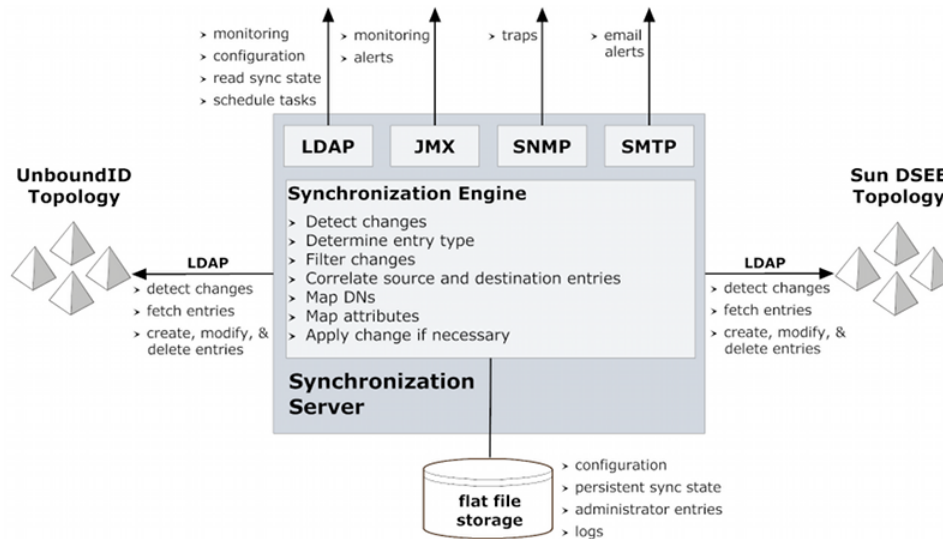 monitoring
configuration
read sync state
schedule tasks
monitoring
alerts
traps
email
alerts
LDAP
JMX
SNMP
SMTP
UnboundID
Topology
LDAP
detect changes
fetch entries
create, modify, &
delete entries
Synchronization Engine
Detect changes
Determine entry type
Filter changes
Correlate source and destination entries
Map DNs
Map attributes
Apply change if necessary
Synchronization
Server
Sun DSEE
Topology
LDAP
detect changes
fetch entries
create, modify, &
delete entries
flat file
storage
configuration
persistent sync state
administrator entries
logs